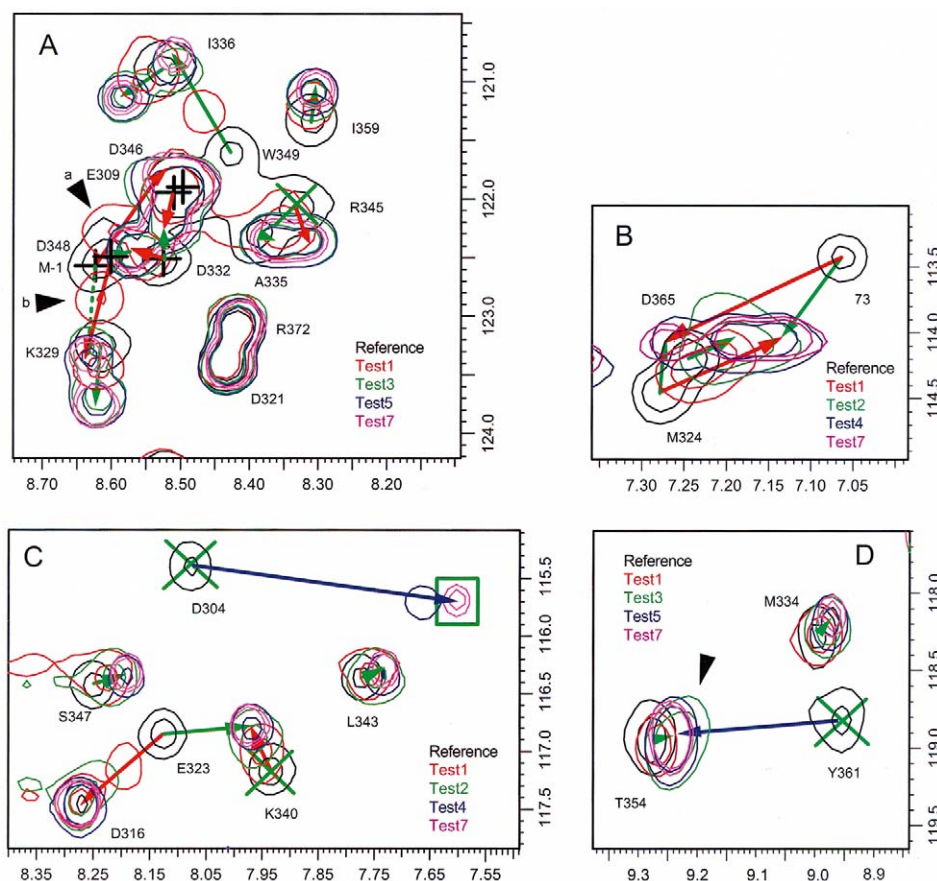 A
I336
121.0
I359
D346
W349
E309
a
122.0
R345
D348
M-1
D332
A335
b
123.0
R372
K329
Reference
Test1
Test3
Test5
Test7
D321
124.0
8.70 8.60 8.50 8.40 8.30 8.20
B
113.5
D365
73
114.0
Reference
Test1
Test2
Test4
Test7
114.5
M324
7.30 7.25 7.20 7.15 7.10 7.05
C
115.5
D304
116.0
116.5
S347
L343
117.0
E323
Reference
Test1
Test2
Test4
Test7
K340
117.5
D316
8.35 8.25 8.15 8.05 7.95 7.85 7.75 7.65 7.55
D
Reference
Test1
Test3
Test5
Test7
118.0
M334
118.5
119.0
Y361
T354
119.5
9.3 9.2 9.1 9.0 8.9